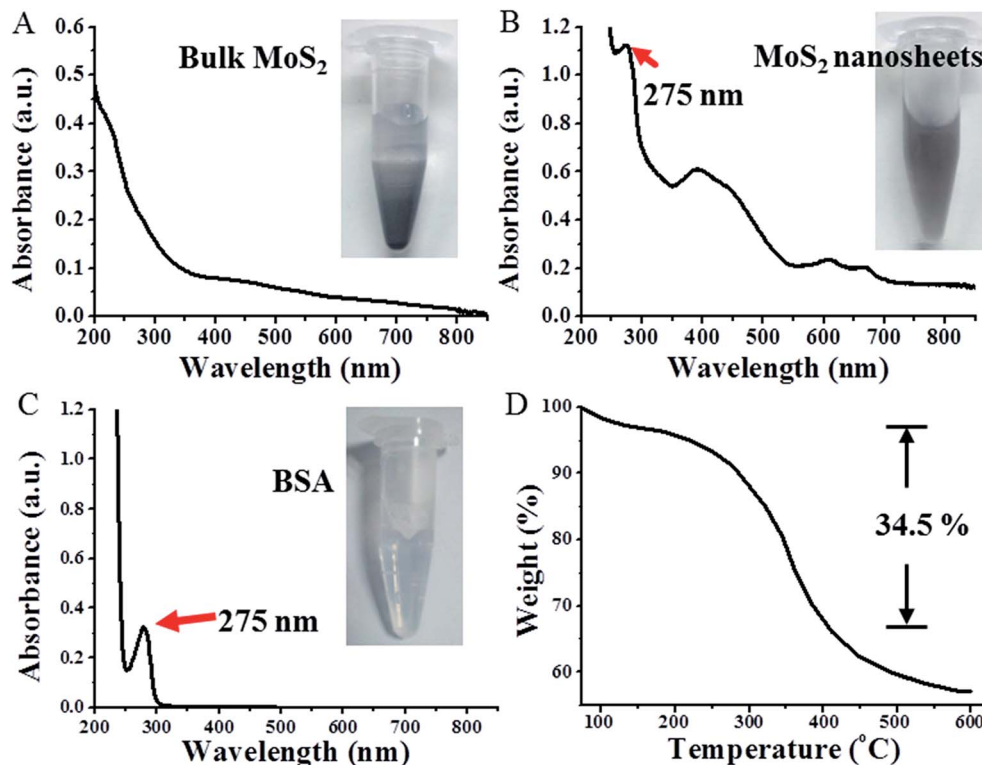 A
Bulk MoS₂
Absorbance (a.u.)
0.6
0.5
0.4
0.3
0.2
0.1
0.0
200 300 400 500 600 700 800
Wavelength (nm)
B
MoS₂ nanosheets
275 nm
Absorbance (a.u.)
1.2
1.0
0.8
0.6
0.4
0.2
0.0
200 300 400 500 600 700 800
Wavelength (nm)
C
BSA
275 nm
Absorbance (a.u.)
1.2
1.0
0.8
0.6
0.4
0.2
0.0
200 300 400 500 600 700 800
Wavelength (nm)
D
34.5 %
Weight (%)
100
90
80
70
60
100 200 300 400 500 600
Temperature (°C)